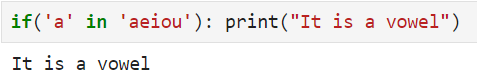 if('a' in 'aeiou'): print("It is a vowel")
It is a vowel